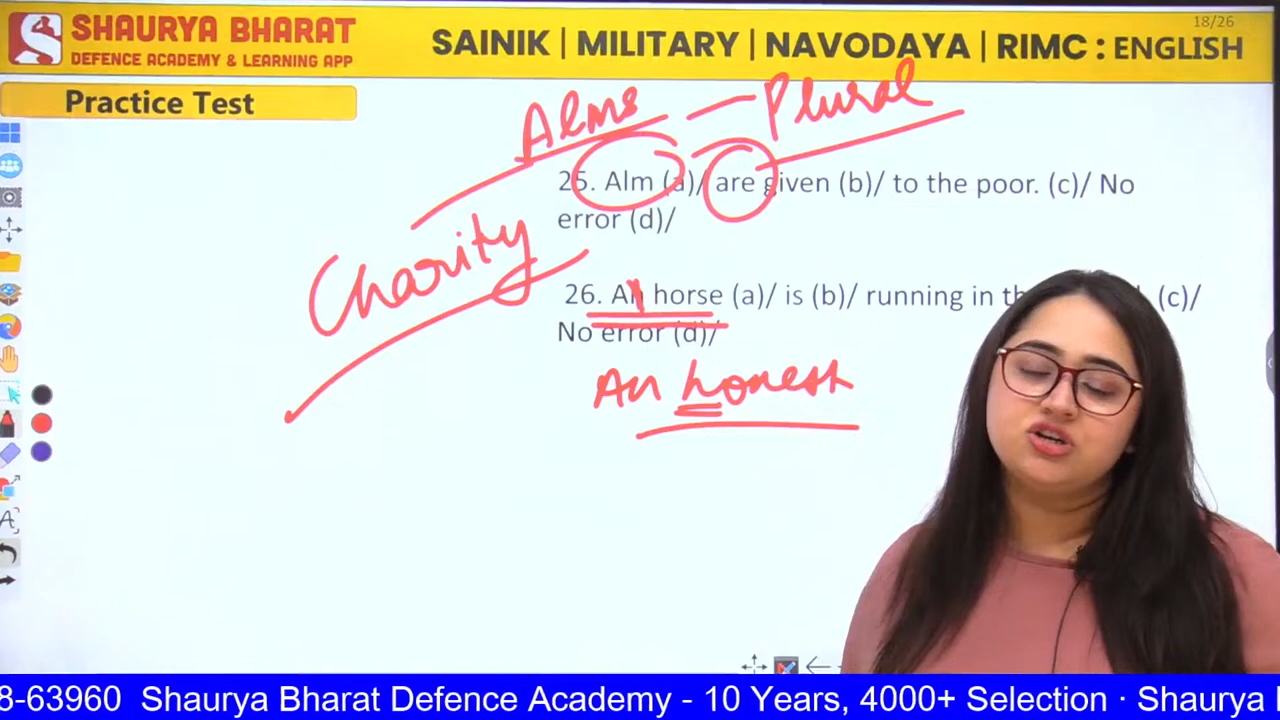 18/26
SHAURYA BHARAT
DEFENCE ACADEMY & LEARNING APP
SAINIK | MILITARY | NAVODAYA | RIMC : ENGLISH
Practice Test
Alms — Plural
25. Alm (a)/ are given (b)/ to the poor. (c)/ No
error (d)/
Charity
26. An horse (a)/ is (b)/ running in (c)/
No error (d)/
An honest
8-63960 Shaurya Bharat Defence Academy - 10 Years, 4000+ Selection · Shaurya